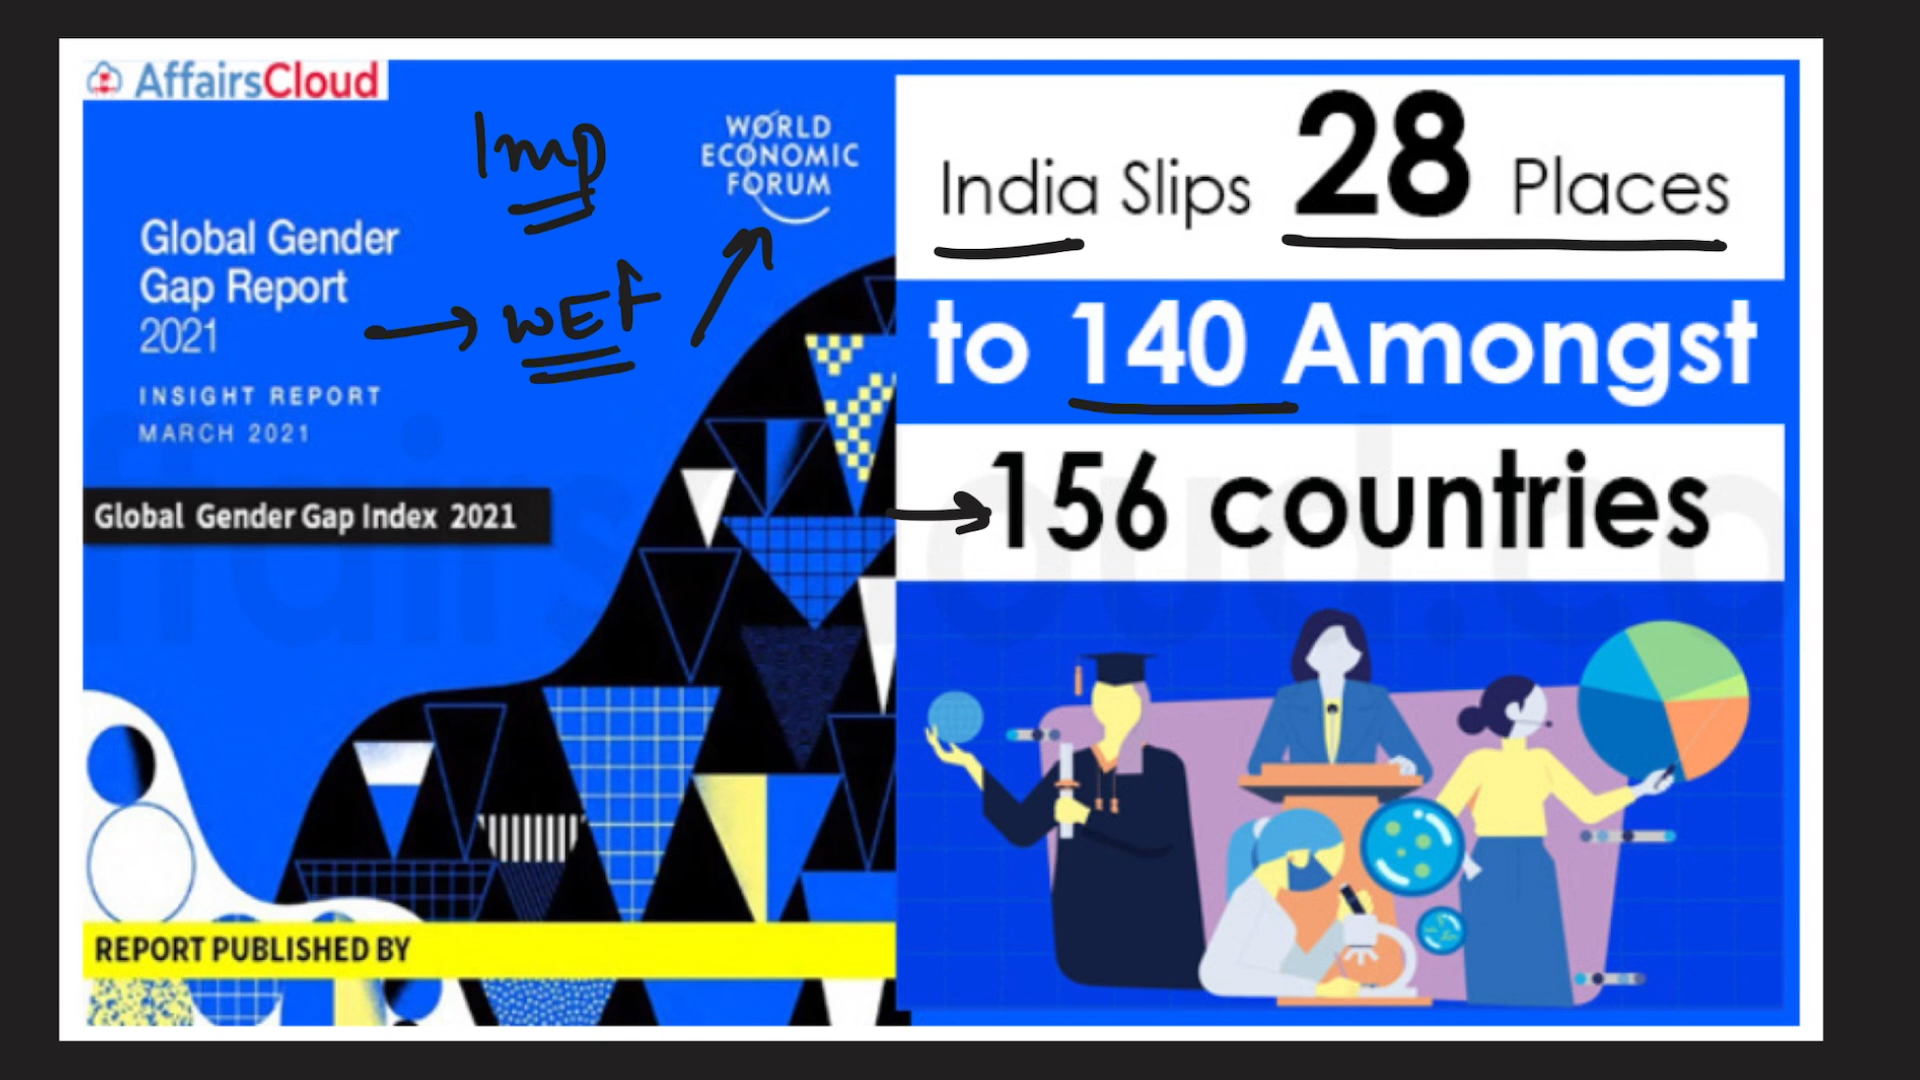 AffairsCloud
Imp
WORLD
ECONOMIC
FORUM
Global Gender
Gap Report
2021
WEF
INSIGHT REPORT
MARCH 2021
Global Gender Gap Index 2021
REPORT PUBLISHED BY
India Slips 28 Places
to 140 Amongst
156 countries